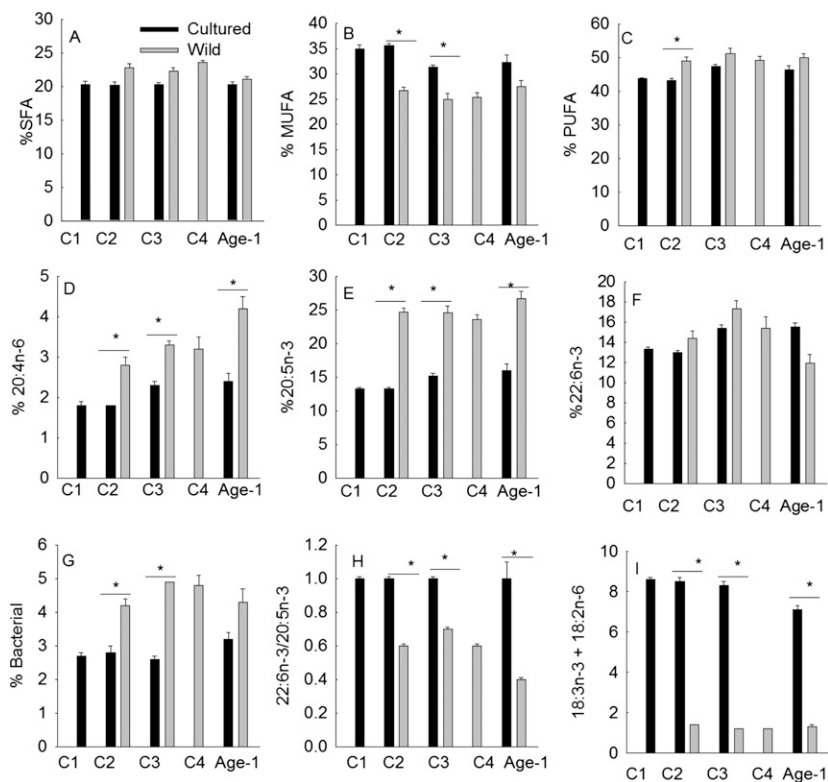 Cultured
Wild
A
%SFA
30
25
20
15
10
5
0
C1 C2 C3 C4 Age-1
B
% MUFA
40
35
30
25
20
15
10
5
0
* *
C1 C2 C3 C4 Age-1
C
% PUFA
60
50
40
30
20
10
0
*
C1 C2 C3 C4 Age-1
D
% 20:4n-6
5
4
3
2
1
0
* * *
C1 C2 C3 C4 Age-1
E
%20:5n-3
30
25
20
15
10
5
0
* * *
C1 C2 C3 C4 Age-1
F
%22:6n-3
20
18
16
14
12
10
8
6
4
2
0
C1 C2 C3 C4 Age-1
G
% Bacterial
6
5
4
3
2
1
0
* *
C1 C2 C3 C4 Age-1
H
22:6n-3/20:5n-3
1.2
1.0
0.8
0.6
0.4
0.2
0.0
* * *
C1 C2 C3 C4 Age-1
I
18:3n-3 + 18:2n-6
10
8
6
4
2
0
* * *
C1 C2 C3 C4 Age-1